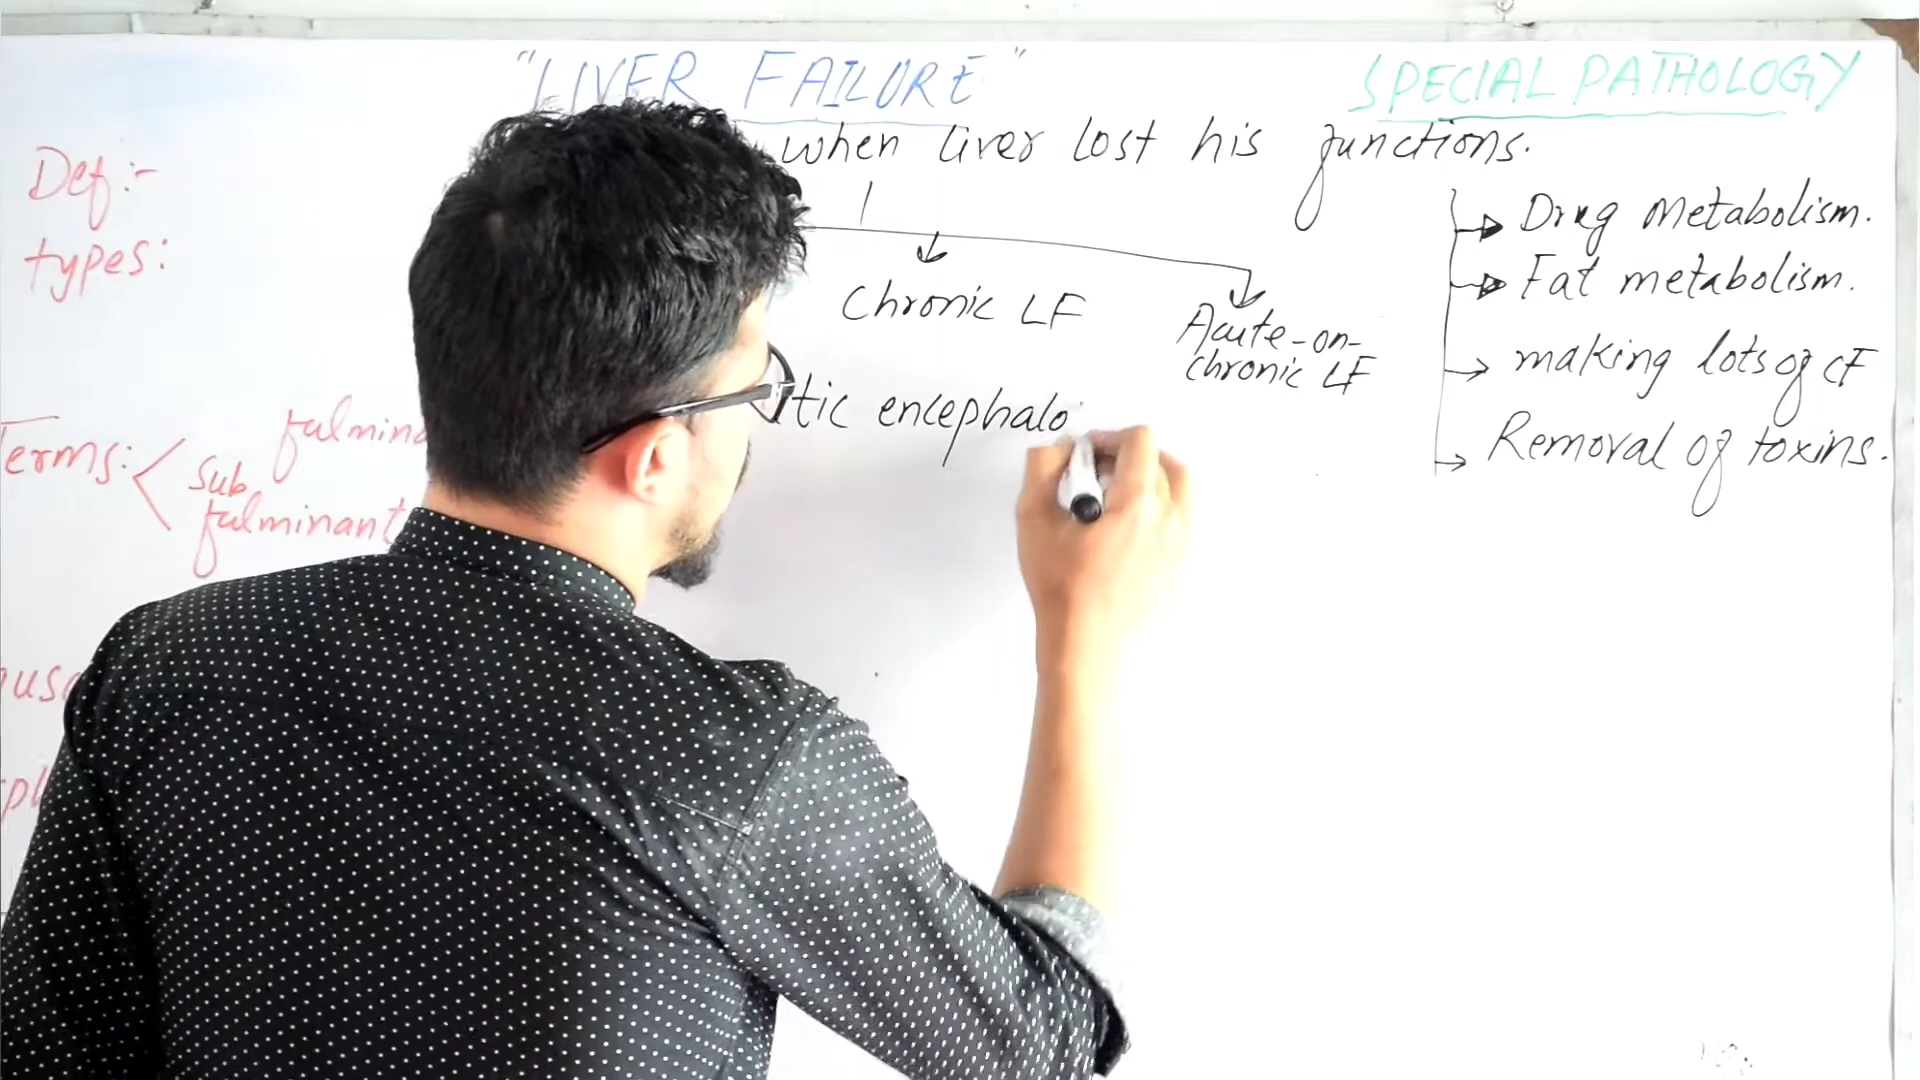 "LIVER FAILURE"
SPECIAL PATHOLOGY
Def:-
when liver lost his functions.
types:
Chronic LF
Acute-on-
chronic LF
Drug Metabolism.
Fat metabolism.
making lots of CF
Removal of toxins.
Terms:
fulmina
sub
fulminant
tic encephalo